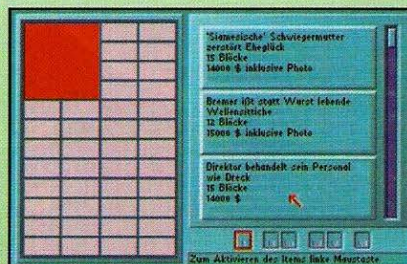 'Siamesische' Schwiegermutter
zerstört Eheglück
15 Blöcke
14000 $ inklusive Photo
Bremer ißt statt Wurst lebende
Wellensittiche
12 Blöcke
15000 $ inklusive Photo
Direktor behandelt sein Personal
wie Dreck
15 Blöcke
14000 $
Zum Aktivieren des Items linke Maustaste